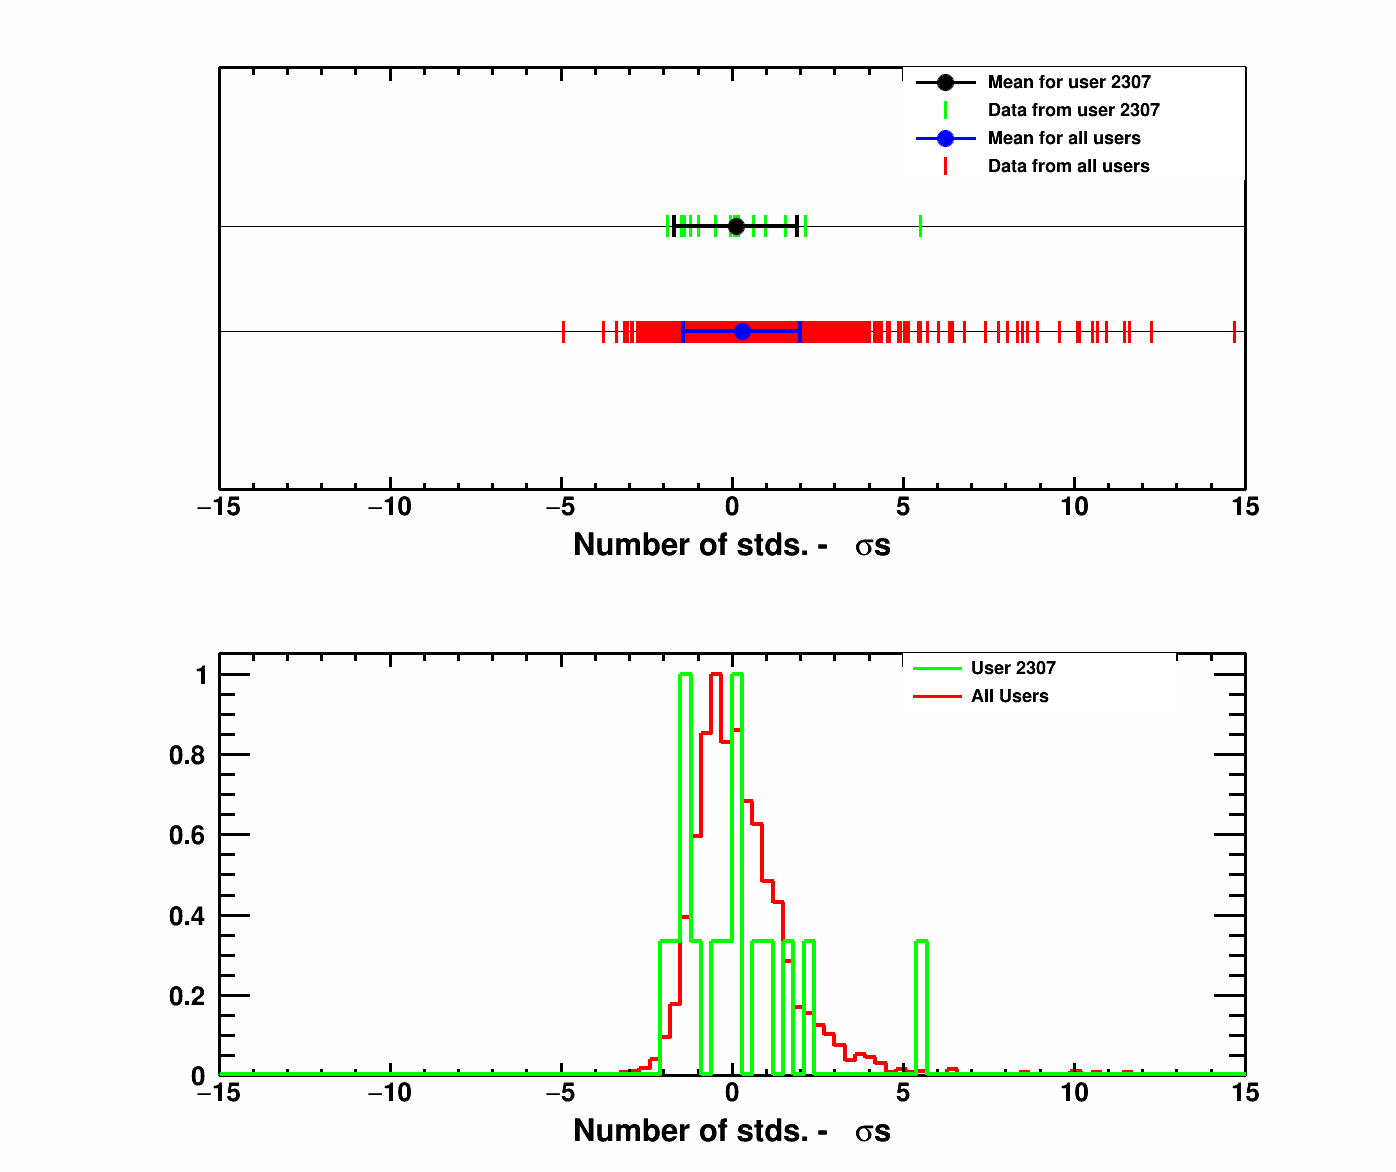 Mean for user 2307
Data from user 2307
Mean for all users
Data from all users
−15 −10 −5 0 5 10 15
Number of stds. - σs
User 2307
All Users
1
0.8
0.6
0.4
0.2
0
−15 −10 −5 0 5 10 15
Number of stds. - σs